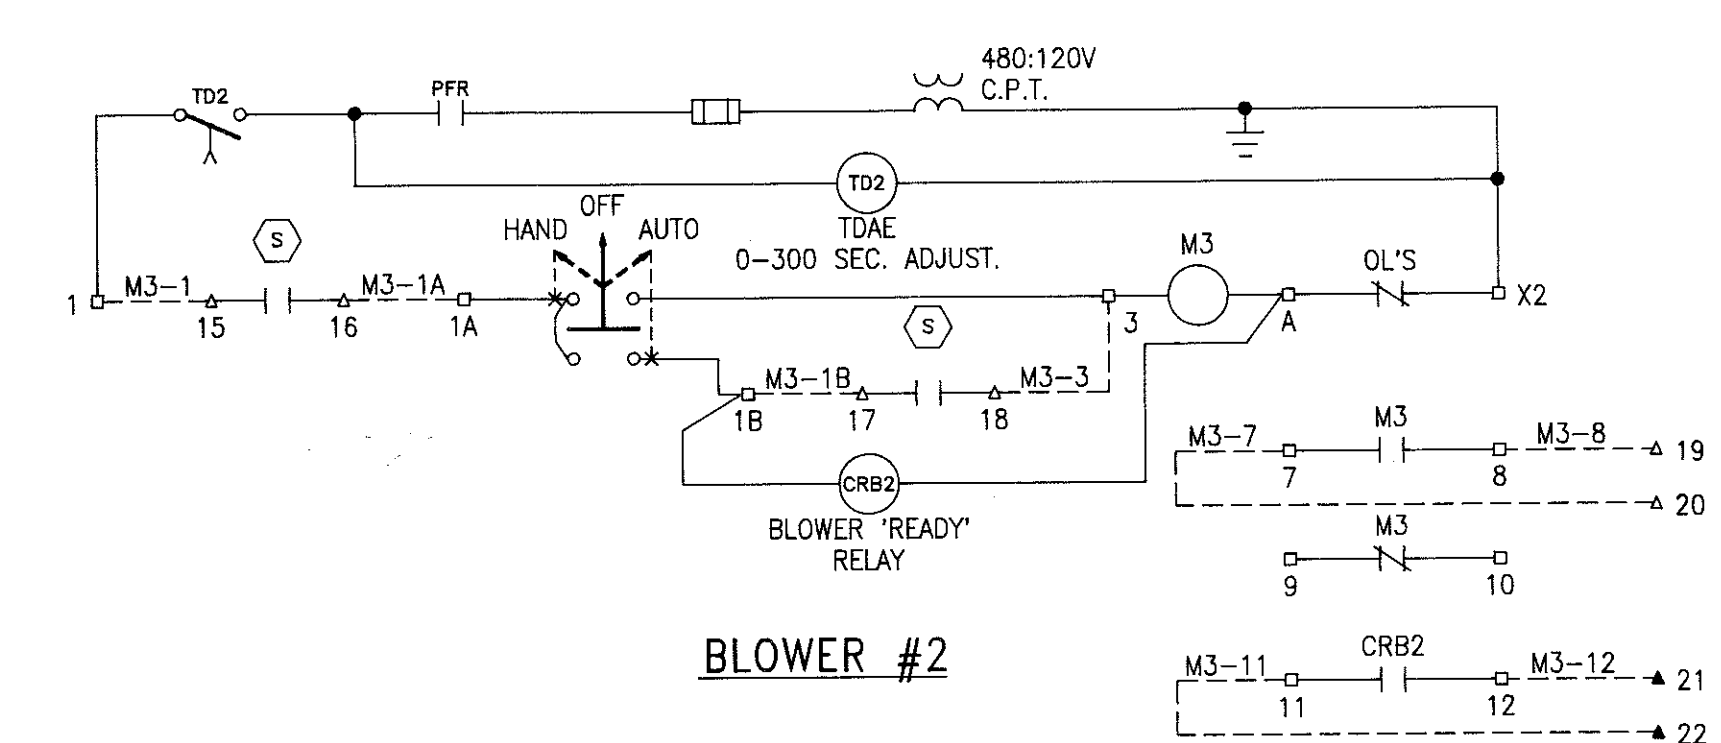 480:120V
C.P.T.
TD2
PFR
TD2
TDAE
0-300 SEC. ADJUST.
OFF
HAND
AUTO
S
M3
OL'S
1
M3-1
15
16
M3-1A
1A
3
A
X2
S
1B
M3-1B
17
18
M3-3
CRB2
BLOWER 'READY'
RELAY
M3-7
7
M3
8
M3-8
19
20
M3
9
10
BLOWER #2
M3-11
11
CRB2
12
M3-12
21
22